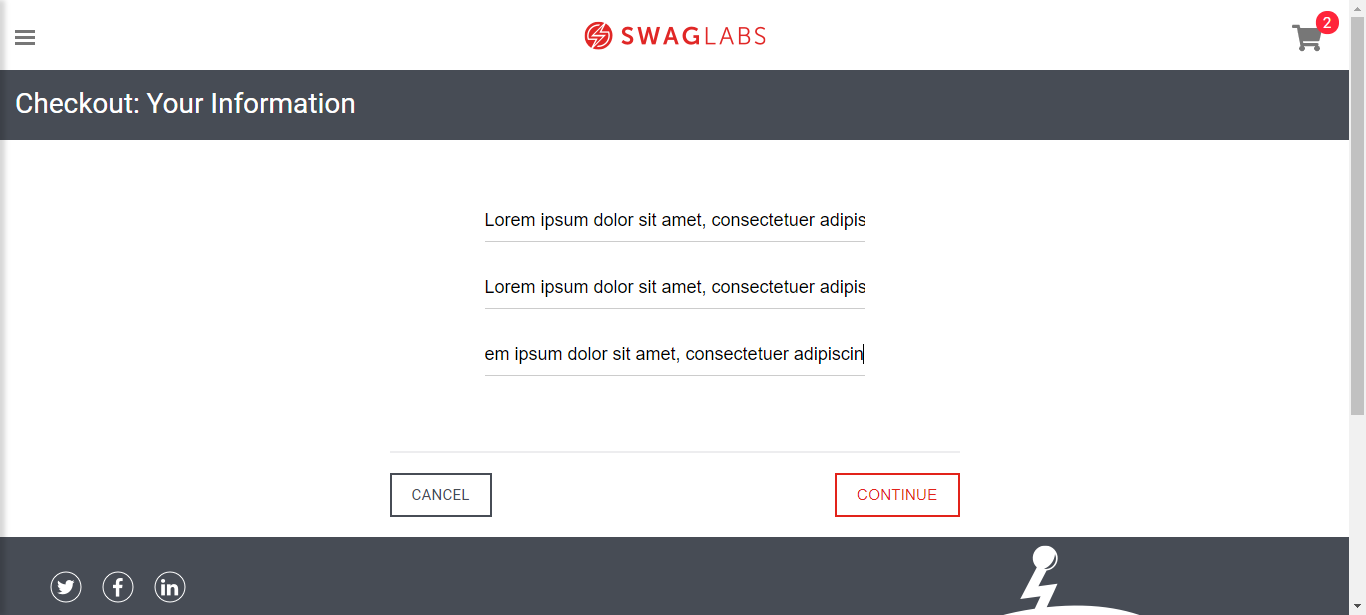 SWAGLABS
2
Checkout: Your Information
Lorem ipsum dolor sit amet, consectetuer adipis
Lorem ipsum dolor sit amet, consectetuer adipis
em ipsum dolor sit amet, consectetuer adipiscin
CANCEL
CONTINUE